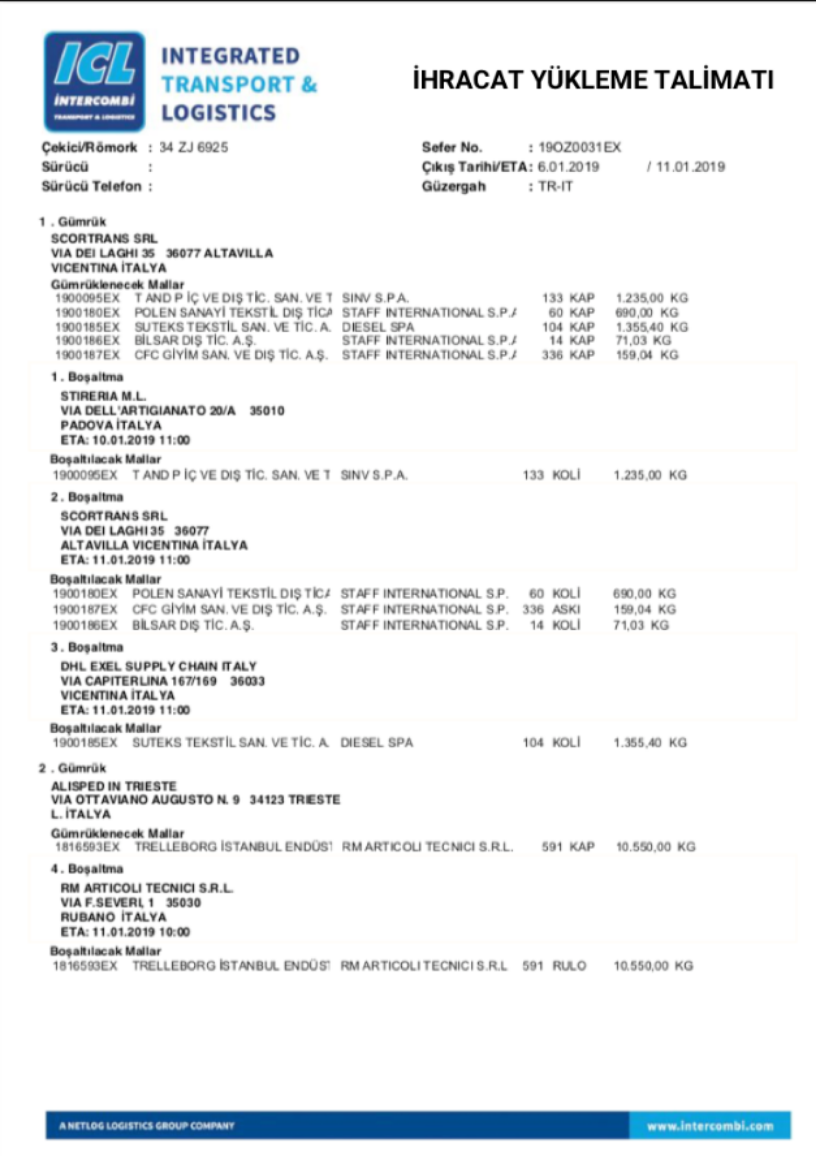 ICL
İNTERCOMBİ
TRANSPORT & LOGISTICS
INTEGRATED
TRANSPORT &
LOGISTICS
İHRACAT YÜKLEME TALİMATI
Çekici/Römork : 34 ZJ 6925
Sürücü :
Sürücü Telefon :
Sefer No. : 19OZ0031EX
Çıkış Tarihi/ETA: 6.01.2019 / 11.01.2019
Güzergah : TR-IT
1 . Gümrük
SCORTRANS SRL
VIA DEI LAGHI 35 36077 ALTAVILLA
VICENTINA İTALYA
Gümrüklenecek Mallar
1900095EX T AND P İÇ VE DIŞ TİC. SAN. VE T SINV S.P.A. 133 KAP 1.235,00 KG
1900180EX POLEN SANAYİ TEKSTİL DIŞ TİCA STAFF INTERNATIONAL S.P.A 60 KAP 690,00 KG
1900185EX SUTEKS TEKSTİL SAN. VE TİC. A. DIESEL SPA 104 KAP 1.355,40 KG
1900186EX BİLSAR DIŞ TİC. A.Ş. STAFF INTERNATIONAL S.P.A 14 KAP 71,03 KG
1900187EX CFC GİYİM SAN. VE DIŞ TİC. A.Ş. STAFF INTERNATIONAL S.P.A 336 KAP 159,04 KG
1 . Boşaltma
STIRERIA M.L.
VIA DELL'ARTIGIANATO 20/A 35010
PADOVA İTALYA
ETA: 10.01.2019 11:00
Boşaltılacak Mallar
1900095EX T AND P İÇ VE DIŞ TİC. SAN. VE T SINV S.P.A. 133 KOLİ 1.235,00 KG
2 . Boşaltma
SCORTRANS SRL
VIA DEI LAGHI 35 36077
ALTAVILLA VICENTINA İTALYA
ETA: 11.01.2019 11:00
Boşaltılacak Mallar
1900180EX POLEN SANAYİ TEKSTİL DIŞ TİCA STAFF INTERNATIONAL S.P. 60 KOLİ 690,00 KG
1900187EX CFC GİYİM SAN. VE DIŞ TİC. A.Ş. STAFF INTERNATIONAL S.P. 336 ASKI 159,04 KG
1900186EX BİLSAR DIŞ TİC. A.Ş. STAFF INTERNATIONAL S.P. 14 KOLİ 71,03 KG
3 . Boşaltma
DHL EXEL SUPPLY CHAIN ITALY
VIA CAPITERLINA 167/169 36033
VICENTINA İTALYA
ETA: 11.01.2019 11:00
Boşaltılacak Mallar
1900185EX SUTEKS TEKSTİL SAN. VE TİC. A. DIESEL SPA 104 KOLİ 1.355,40 KG
2 . Gümrük
ALISPED IN TRIESTE
VIA OTTAVIANO AUGUSTO N. 9 34123 TRIESTE
L. İTALYA
Gümrüklenecek Mallar
1816593EX TRELLEBORG İSTANBUL ENDÜST RM ARTICOLI TECNICI S.R.L. 591 KAP 10.550,00 KG
4 . Boşaltma
RM ARTICOLI TECNICI S.R.L.
VIA F.SEVERI, 1 35030
RUBANO İTALYA
ETA: 11.01.2019 10:00
Boşaltılacak Mallar
1816593EX TRELLEBORG İSTANBUL ENDÜST RM ARTICOLI TECNICI S.R.L 591 RULO 10.550,00 KG
A NETLOG LOGISTICS GROUP COMPANY
www.intercombi.com